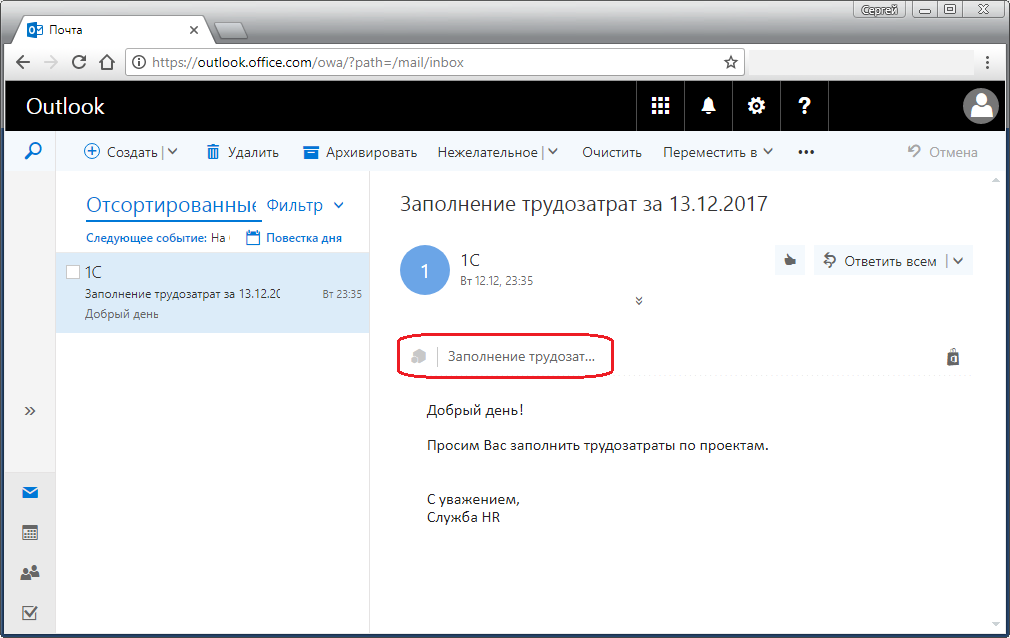 Сергей
Почта
https://outlook.office.com/owa/?path=/mail/inbox
Outlook
?
Создать
Удалить
Архивировать
Нежелательное
Очистить
Переместить в
Отмена
Отсортированные
Фильтр
Следующее событие: На
Повестка дня
1С
Заполнение трудозатрат за 13.12.20
Вт 23:35
Добрый день
Заполнение трудозатрат за 13.12.2017
1
1С
Вт 12.12, 23:35
Ответить всем
Заполнение трудозат...
Добрый день!
Просим Вас заполнить трудозатраты по проектам.
С уважением,
Служба HR